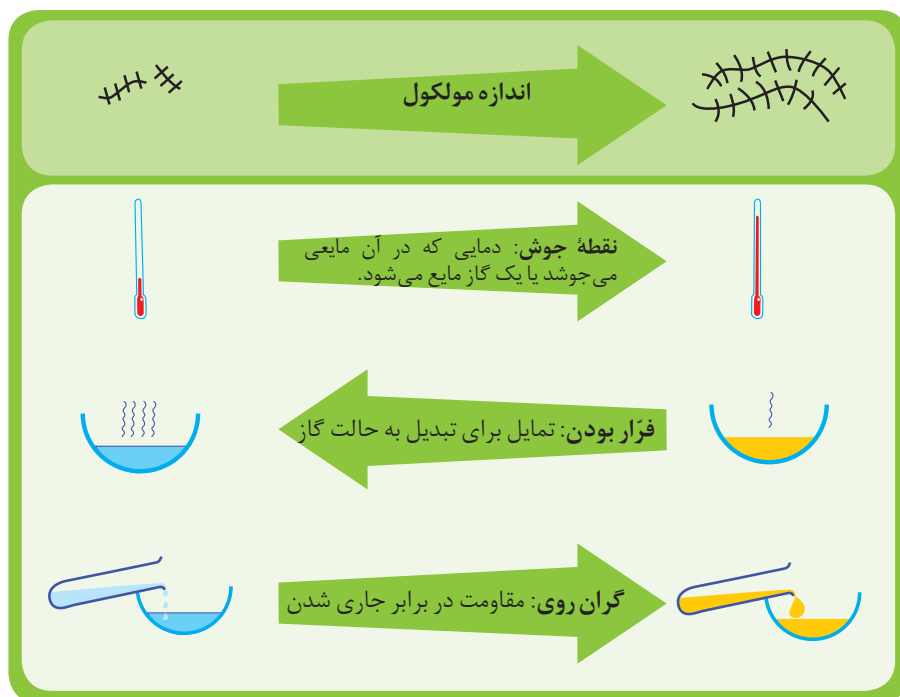 اندازه مولکول
نقطهٔ جوش: دمایی که در آن مایعی
می‌جوشد یا یک گاز مایع می‌شود.
فرّار بودن: تمایل برای تبدیل به حالت گاز
گران روی: مقاومت در برابر جاری شدن